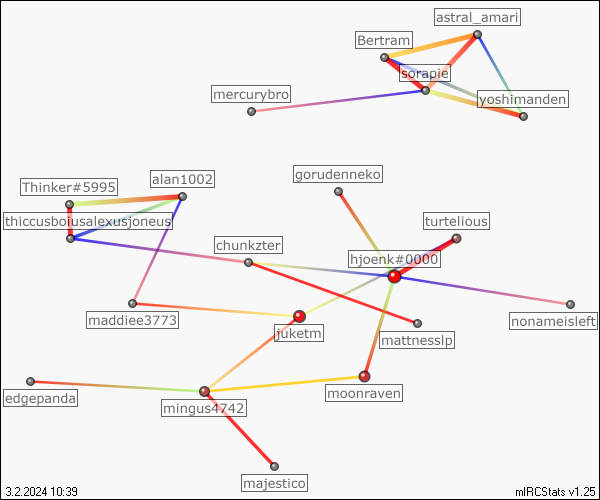 astral_amari
Bertram
sorapie
mercurybro
yoshimanden
gorudenneko
alan1002
Thinker#5995
thiccusboiusalexusjoneus
turtelious
chunkzter
hjoenk#0000
maddiee3773
juketm
mattnesslp
nonameisleft
edgepanda
mingus4742
moonraven
majestico
3.2.2024 10:39
mIRCStats v1.25